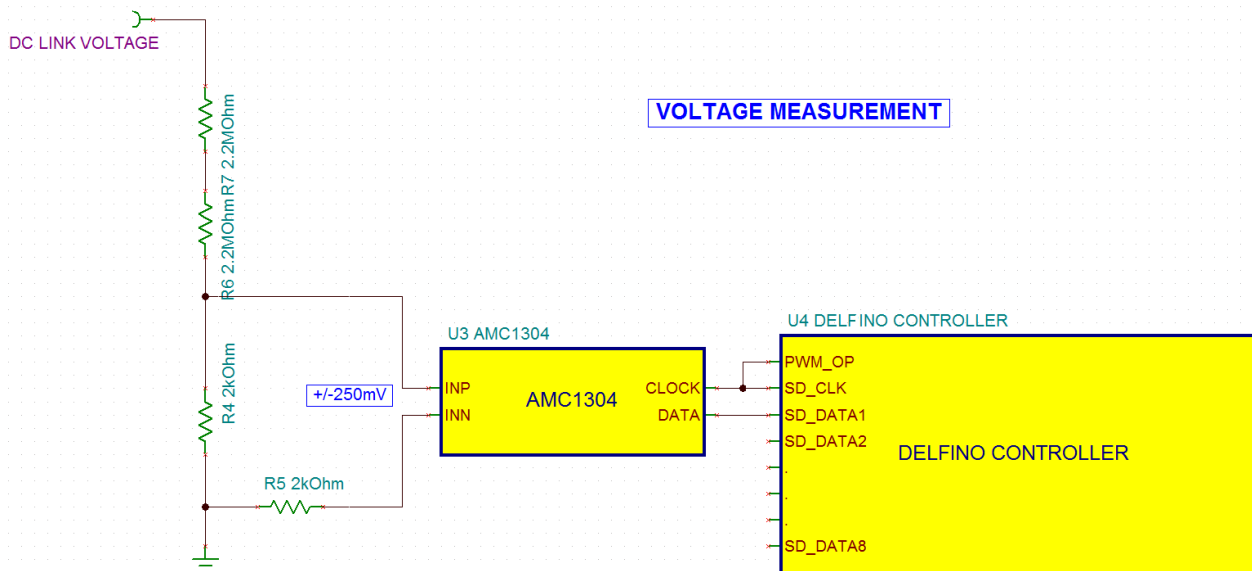 DC LINK VOLTAGE
VOLTAGE MEASUREMENT
R7 2.2MOhm
R6 2.2MOhm
R4 2kOhm
R5 2kOhm
+/-250mV
U3 AMC1304
INP
INN
AMC1304
CLOCK
DATA
U4 DELFINO CONTROLLER
PWM_OP
SD_CLK
SD_DATA1
SD_DATA2
.
.
.
SD_DATA8
DELFINO CONTROLLER